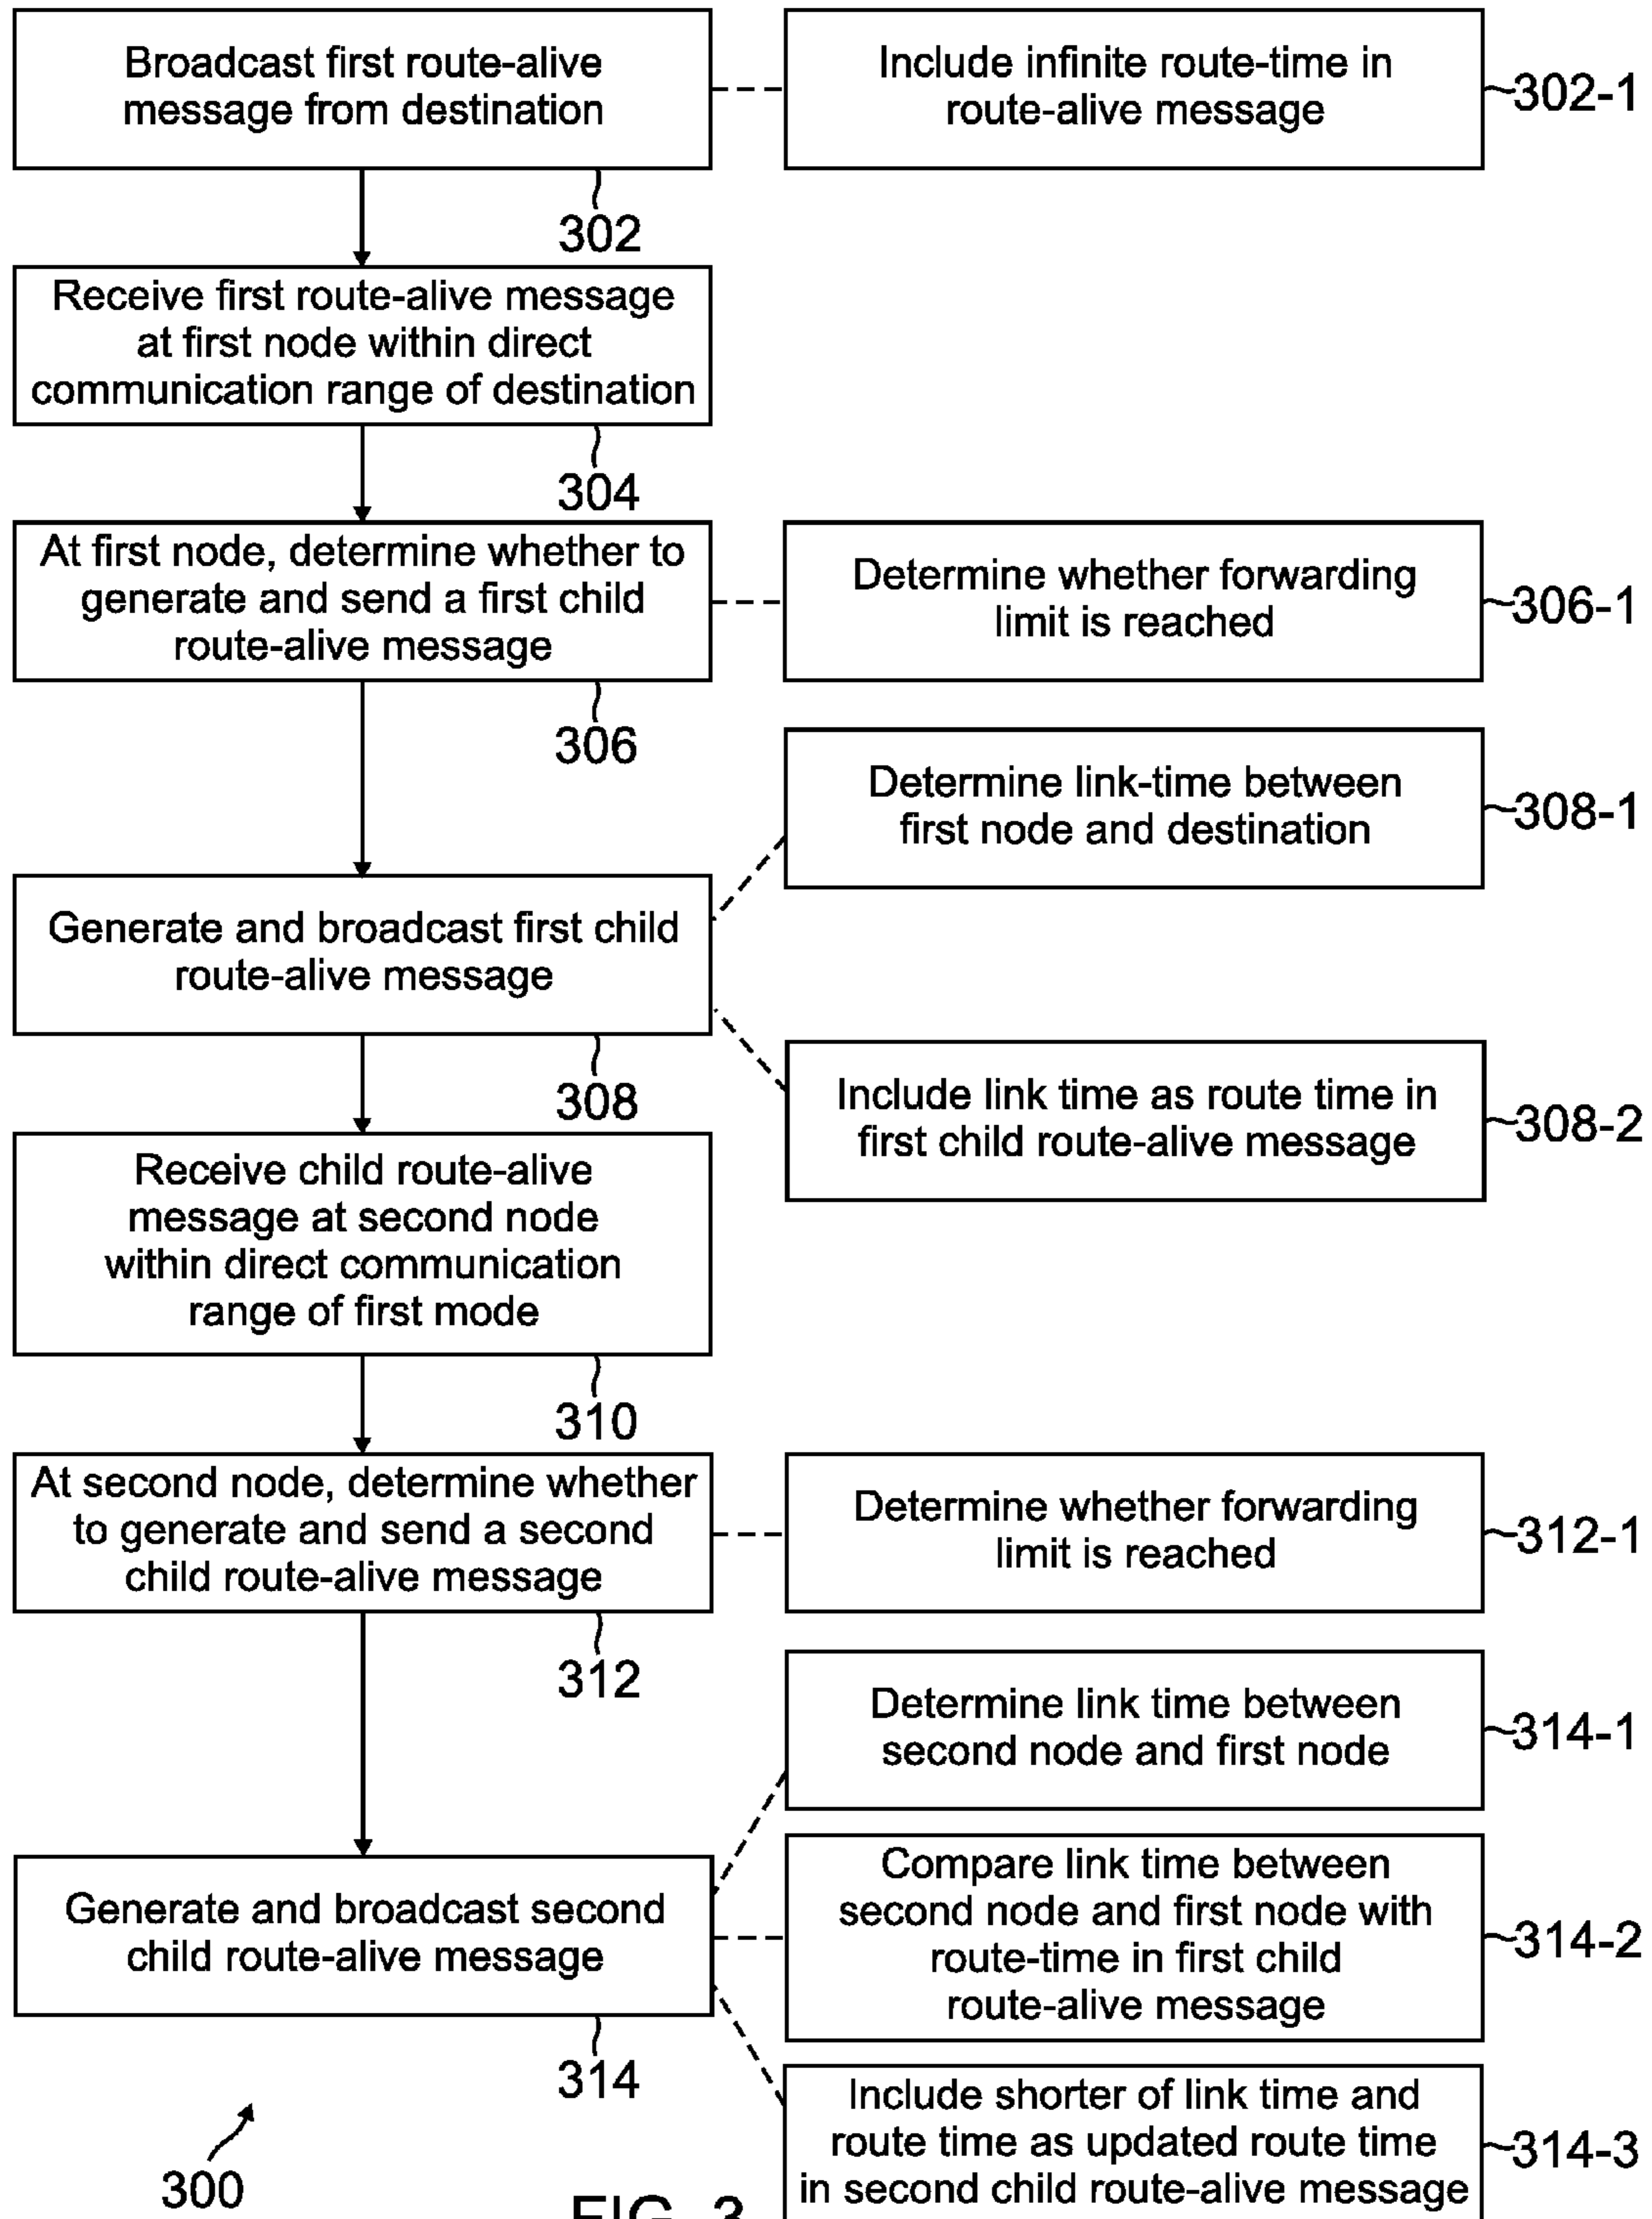 Broadcast first route-alive
message from destination
Include infinite route-time in
route-alive message
302-1
302
Receive first route-alive message
at first node within direct
communication range of destination
304
At first node, determine whether to
generate and send a first child
route-alive message
Determine whether forwarding
limit is reached
306-1
306
Determine link-time between
first node and destination
308-1
Generate and broadcast first child
route-alive message
308
Include link time as route time in
first child route-alive message
308-2
Receive child route-alive
message at second node
within direct communication
range of first mode
310
At second node, determine whether
to generate and send a second
child route-alive message
Determine whether forwarding
limit is reached
312-1
312
Determine link time between
second node and first node
314-1
Generate and broadcast second
child route-alive message
314
Compare link time between
second node and first node with
route-time in first child
route-alive message
314-2
Include shorter of link time and
route time as updated route time
in second child route-alive message
314-3
300
FIG. 3